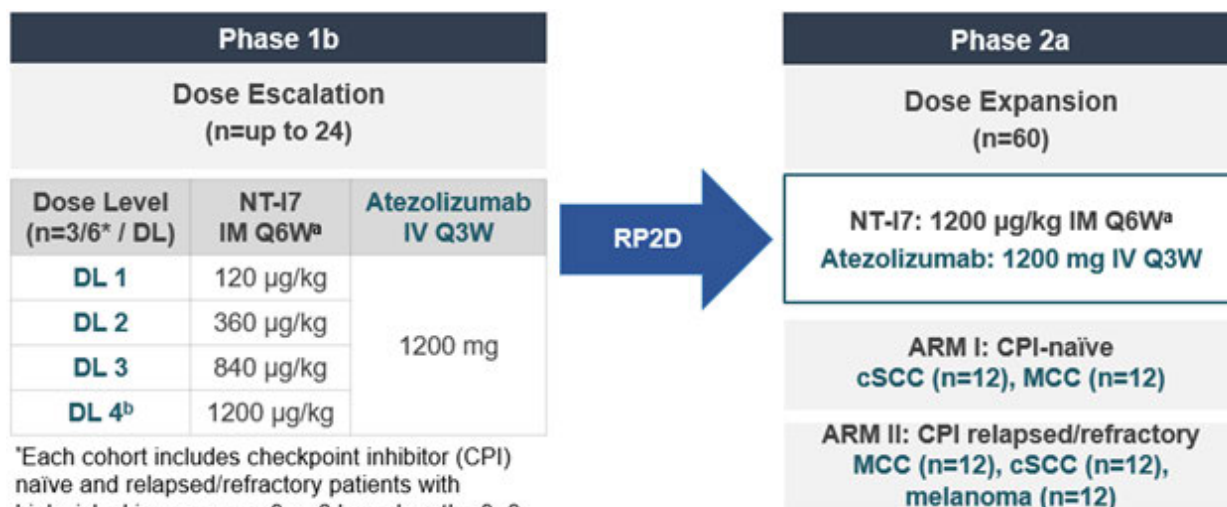 Phase 1b
Dose Escalation
(n=up to 24)
Dose Level
(n=3/6* / DL)
NT-I7
IM Q6Wᵃ
Atezolizumab
IV Q3W
DL 1
120 µg/kg
DL 2
360 µg/kg
DL 3
840 µg/kg
DL 4ᵇ
1200 µg/kg
1200 mg
*Each cohort includes checkpoint inhibitor (CPI)
naïve and relapsed/refractory patients with
RP2D
Phase 2a
Dose Expansion
(n=60)
NT-I7: 1200 µg/kg IM Q6Wᵃ
Atezolizumab: 1200 mg IV Q3W
ARM I: CPI-naïve
cSCC (n=12), MCC (n=12)
ARM II: CPI relapsed/refractory
MCC (n=12), cSCC (n=12),
melanoma (n=12)